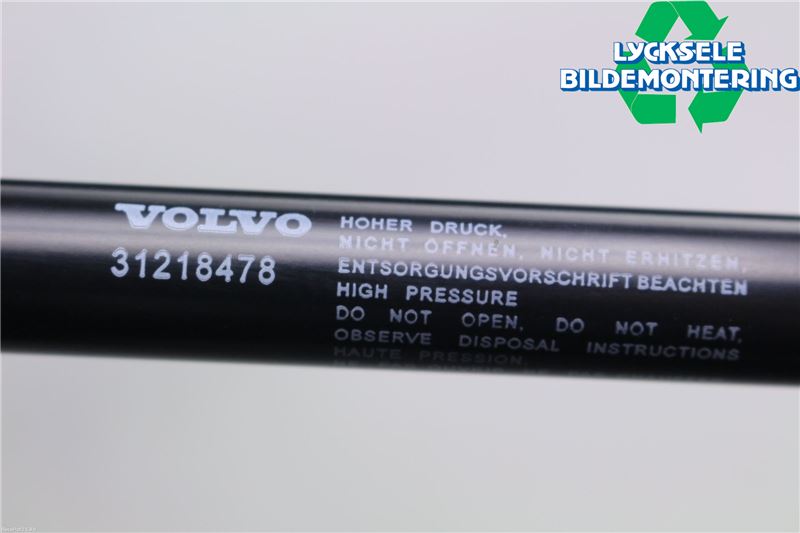 LYCKSELE
BILDEMONTERING
VOLVO
31218478
HOHER DRUCK,
NICHT ÖFFNEN, NICHT ERHITZEN,
ENTSORGUNGSVORSCHRIFT BEACHTEN
HIGH PRESSURE
DO NOT OPEN, DO NOT HEAT,
OBSERVE DISPOSAL INSTRUCTIONS
HAUTE PRESSION,